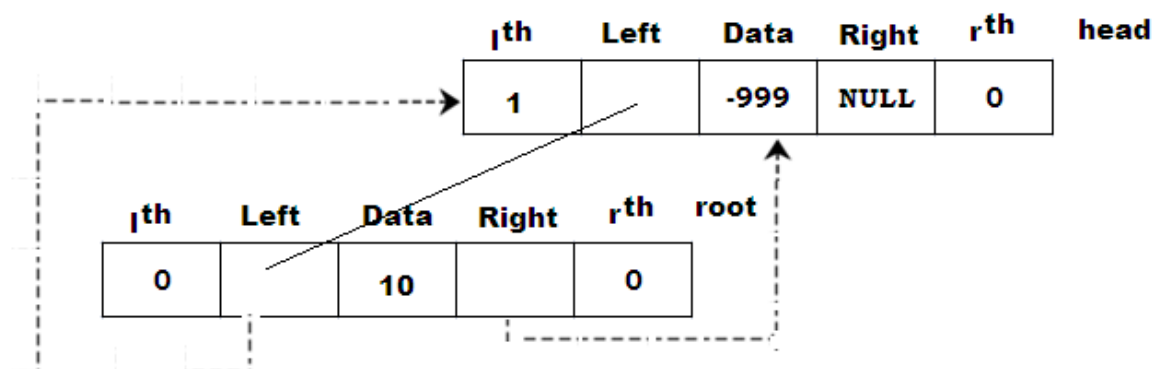 lth Left Data Right rth head
1 -999 NULL 0
lth Left Data Right rth root
0 10 0